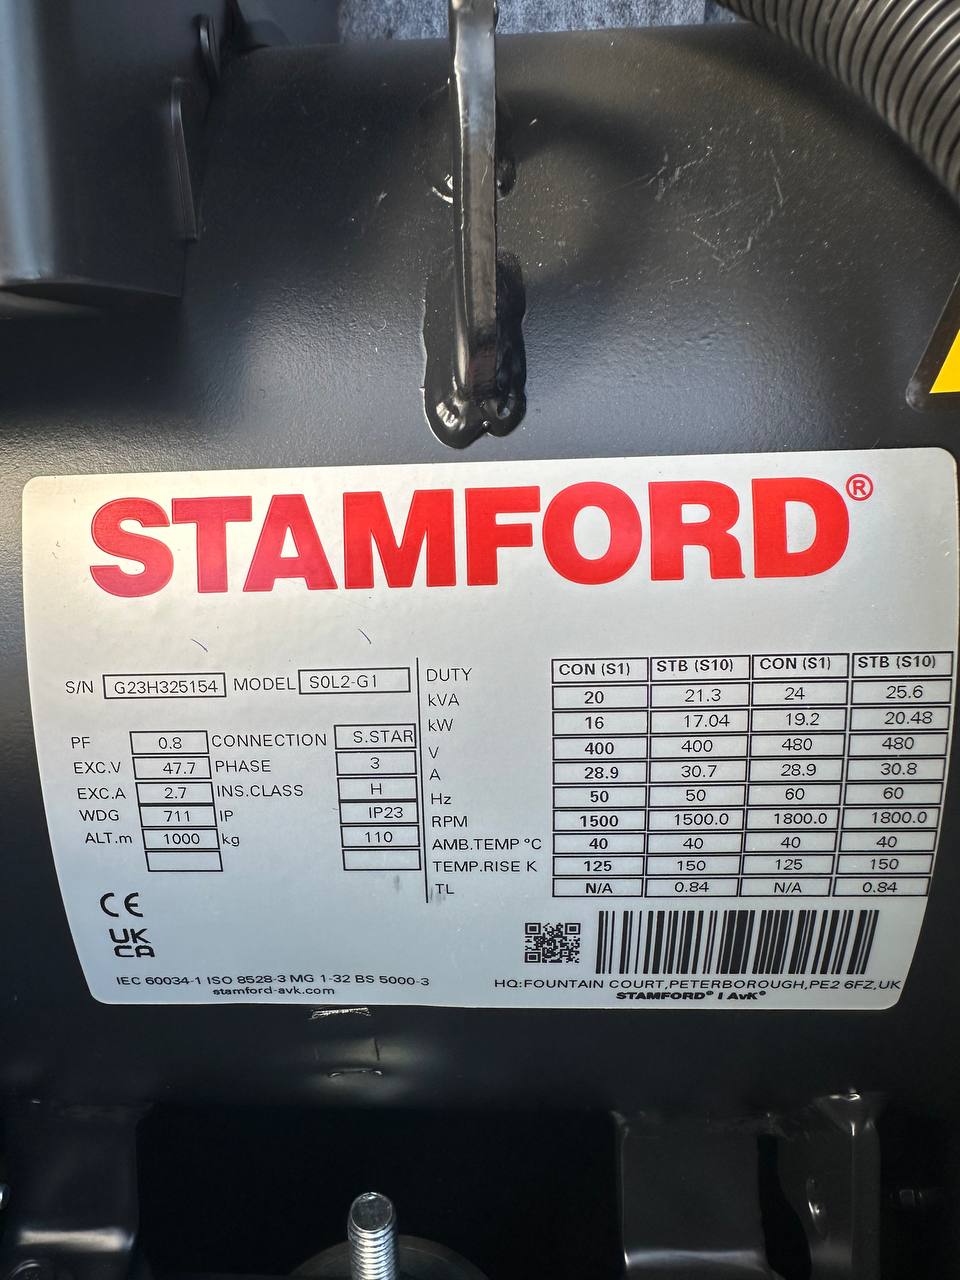 STAMFORD®
S/N G23H325154 MODEL S0L2-G1
PF 0.8 CONNECTION S.STAR
EXC.V 47.7 PHASE 3
EXC.A 2.7 INS.CLASS H
WDG 711 IP IP23
ALT.m 1000 kg 110
DUTY CON (S1) STB (S10) CON (S1) STB (S10)
kVA 20 21.3 24 25.6
kW 16 17.04 19.2 20.48
V 400 400 480 480
A 28.9 30.7 28.9 30.8
Hz 50 50 60 60
RPM 1500 1500.0 1800.0 1800.0
AMB.TEMP ºC 40 40 40 40
TEMP.RISE K 125 150 125 150
TL N/A 0.84 N/A 0.84
CE
UK
CA
IEC 60034-1 ISO 8528-3 MG 1-32 BS 5000-3
stamford-avk.com
HQ:FOUNTAIN COURT,PETERBOROUGH,PE2 6FZ,UK
STAMFORD® | AvK®